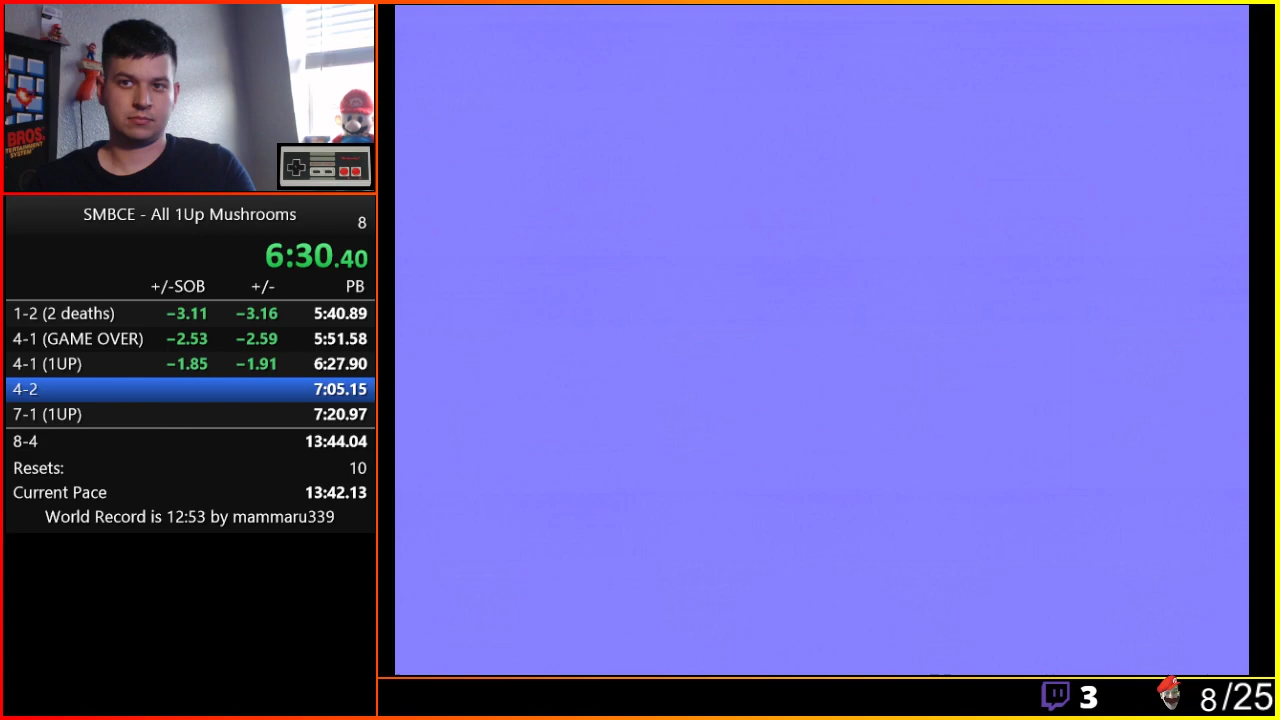 BROS.
SMBCE - All 1Up Mushrooms
8
6:30.40
+/-SOB +/- PB
1-2 (2 deaths) −3.11 −3.16 5:40.89
4-1 (GAME OVER) −2.53 −2.59 5:51.58
4-1 (1UP) −1.85 −1.91 6:27.90
4-2 7:05.15
7-1 (1UP) 7:20.97
8-4 13:44.04
Resets: 10
Current Pace 13:42.13
World Record is 12:53 by mammaru339
3
8/25